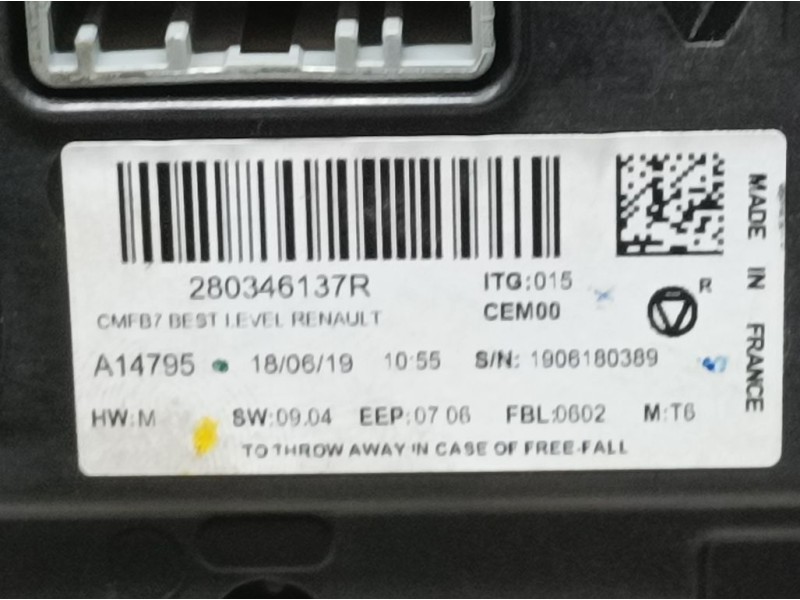 280346137R ITG:015
CEM00
R
CMFB7 BEST LEVEL RENAULT
A14795 18/06/19 10:55 S/N: 1906180389
HW:M SW:09.04 EEP:07 06 FBL:0602 M:T6
TO THROW AWAY IN CASE OF FREE-FALL
MADE IN FRANCE